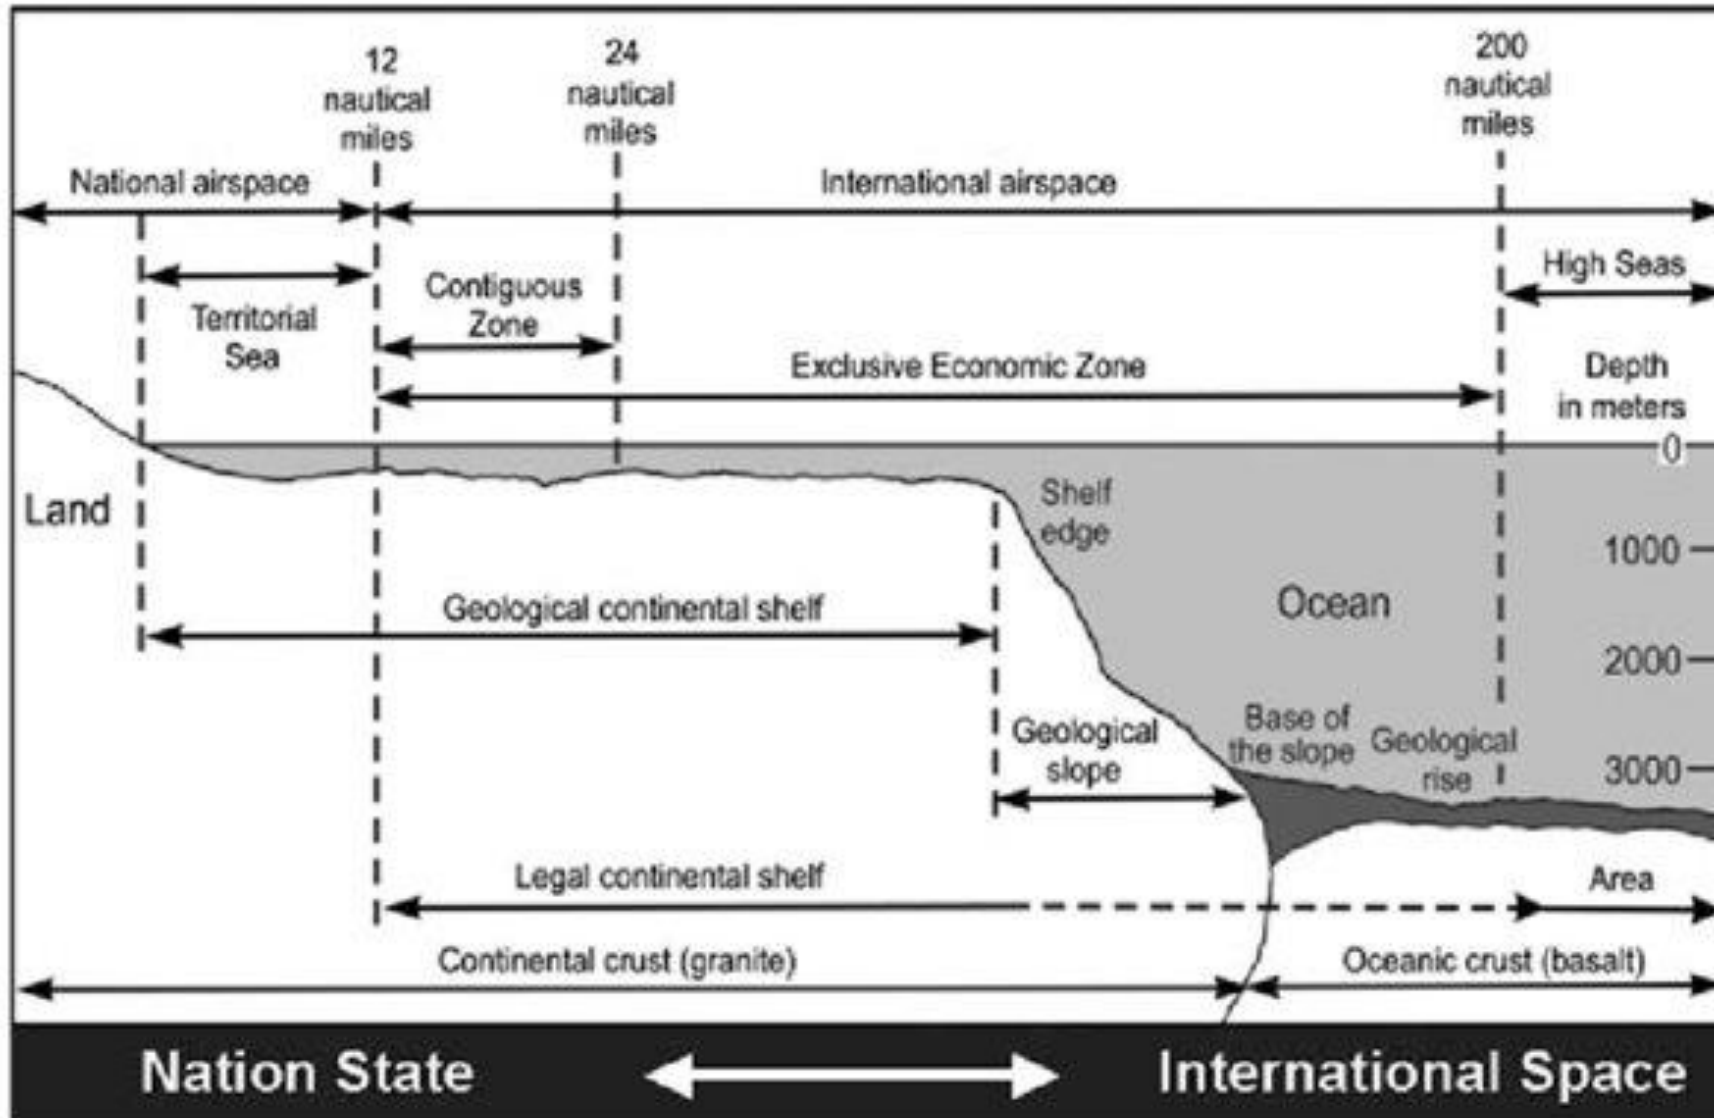 12
nautical
miles
24
nautical
miles
200
nautical
miles
National airspace
International airspace
High Seas
Territorial
Sea
Contiguous
Zone
Exclusive Economic Zone
Depth
in meters
0
Land
Shelf
edge
1000
Geological continental shelf
Ocean
2000
Geological
slope
Base of
the slope
Geological
rise
3000
Legal continental shelf
Area
Continental crust (granite)
Oceanic crust (basalt)
Nation State
International Space